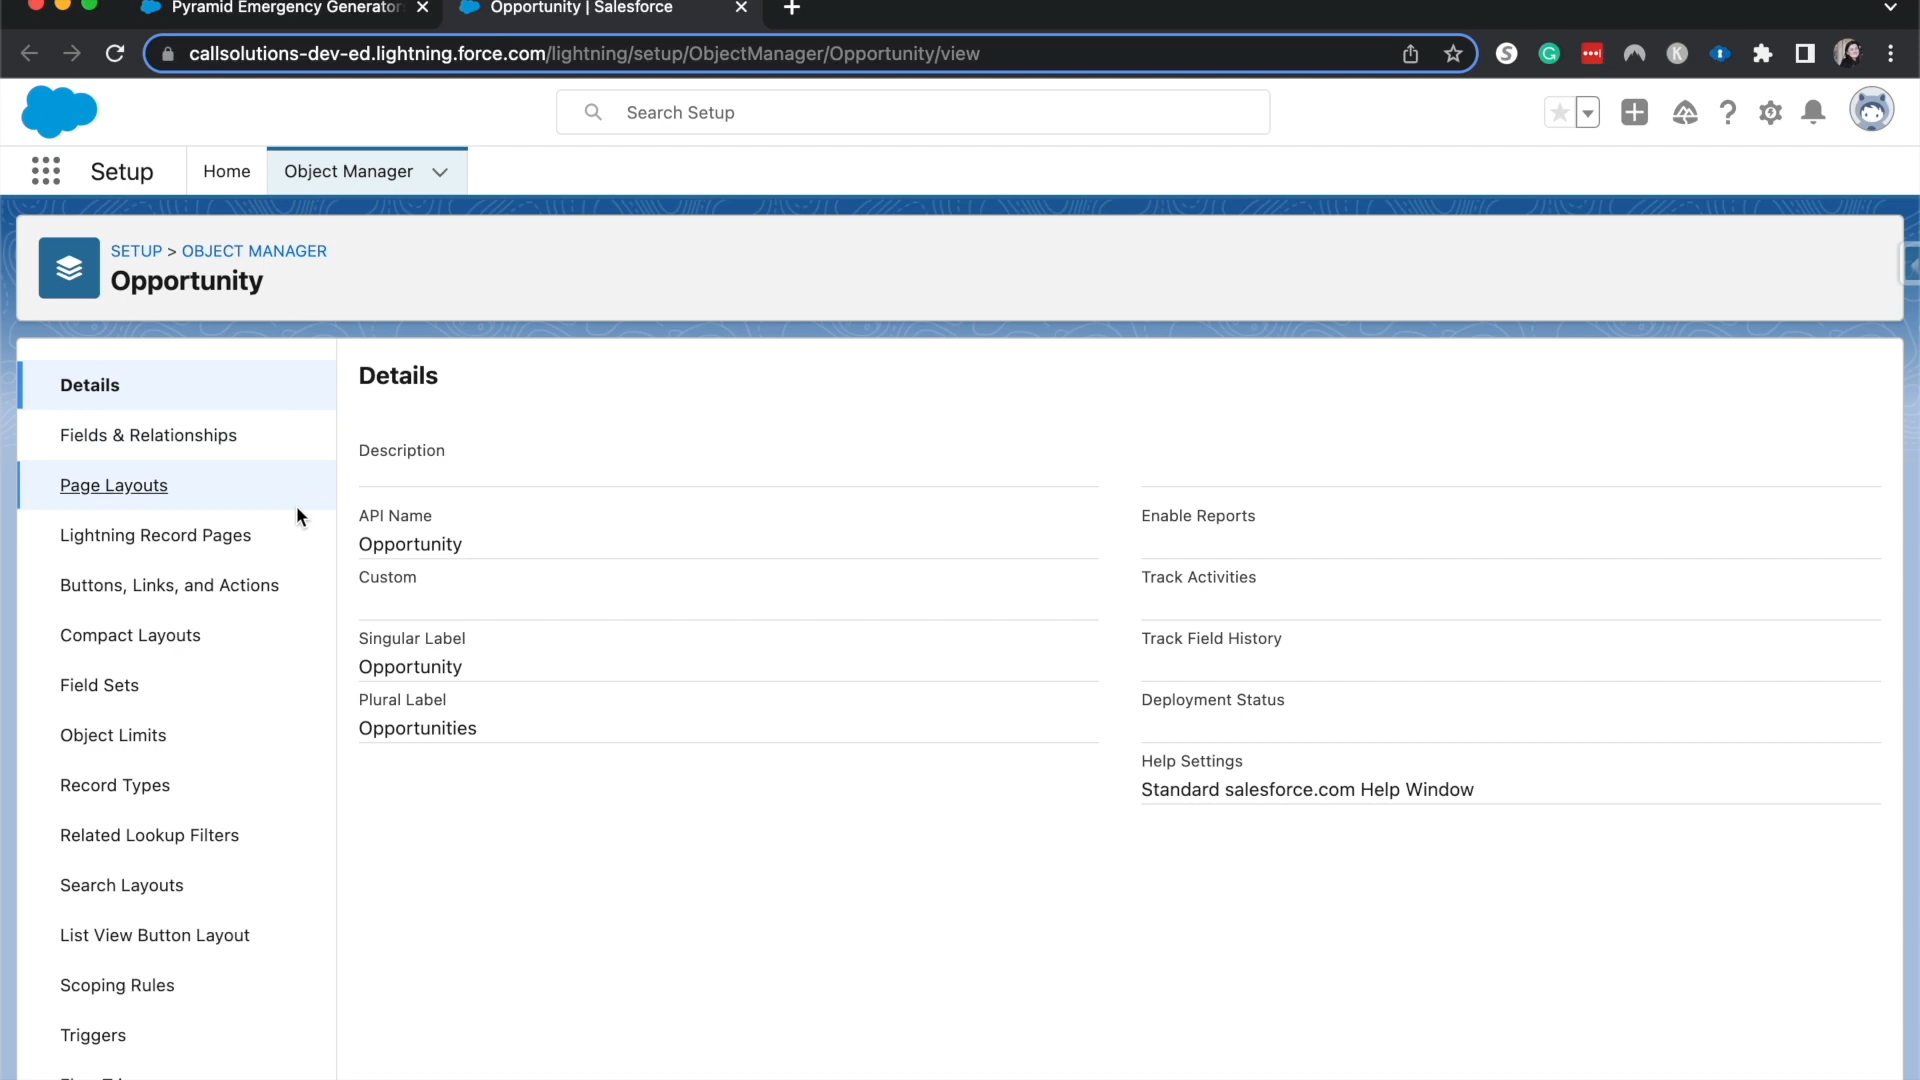 Pyramid Emergency Generator
Opportunity | Salesforce
callsolutions-dev-ed.lightning.force.com/lightning/setup/ObjectManager/Opportunity/view
Search Setup
Setup
Home
Object Manager
SETUP > OBJECT MANAGER
Opportunity
Details
Fields & Relationships
Page Layouts
Lightning Record Pages
Buttons, Links, and Actions
Compact Layouts
Field Sets
Object Limits
Record Types
Related Lookup Filters
Search Layouts
List View Button Layout
Scoping Rules
Triggers
Details
Description
API Name
Opportunity
Custom
Singular Label
Opportunity
Plural Label
Opportunities
Enable Reports
Track Activities
Track Field History
Deployment Status
Help Settings
Standard salesforce.com Help Window